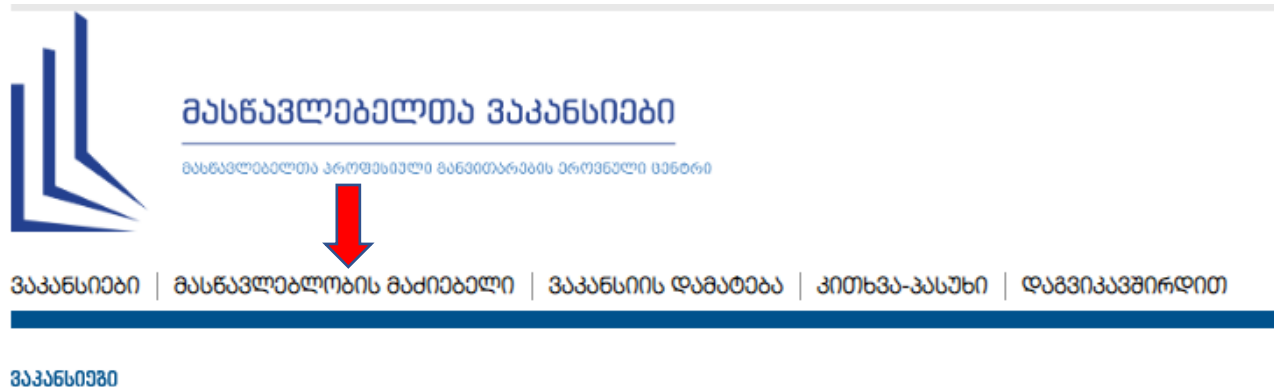 მასწავლებელთა ვაკანსიები
მასწავლებელთა პროფესიული განვითარების ეროვნული ცენტრი
ვაკანსიები | მასწავლებლობის მაძიებელი | ვაკანსიის დამატება | კითხვა-პასუხი | დაგვიკავშირდით
ვაკანსიები